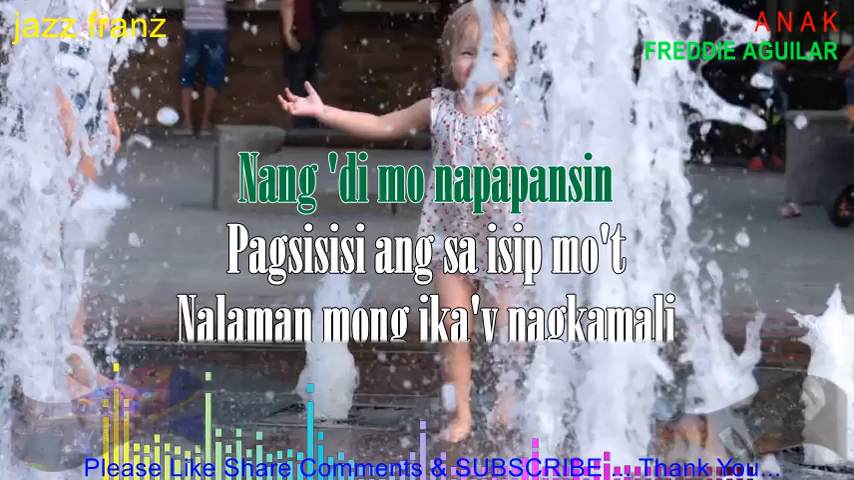 jazz franz
ANAK
FREDDIE AGUILAR
Nang 'di mo napapansin
Pagsisisi ang sa isip mo't
Nalaman mong ika'y nagkamali
Please Like Share Comments & SUBSCRIBE.... Thank You...